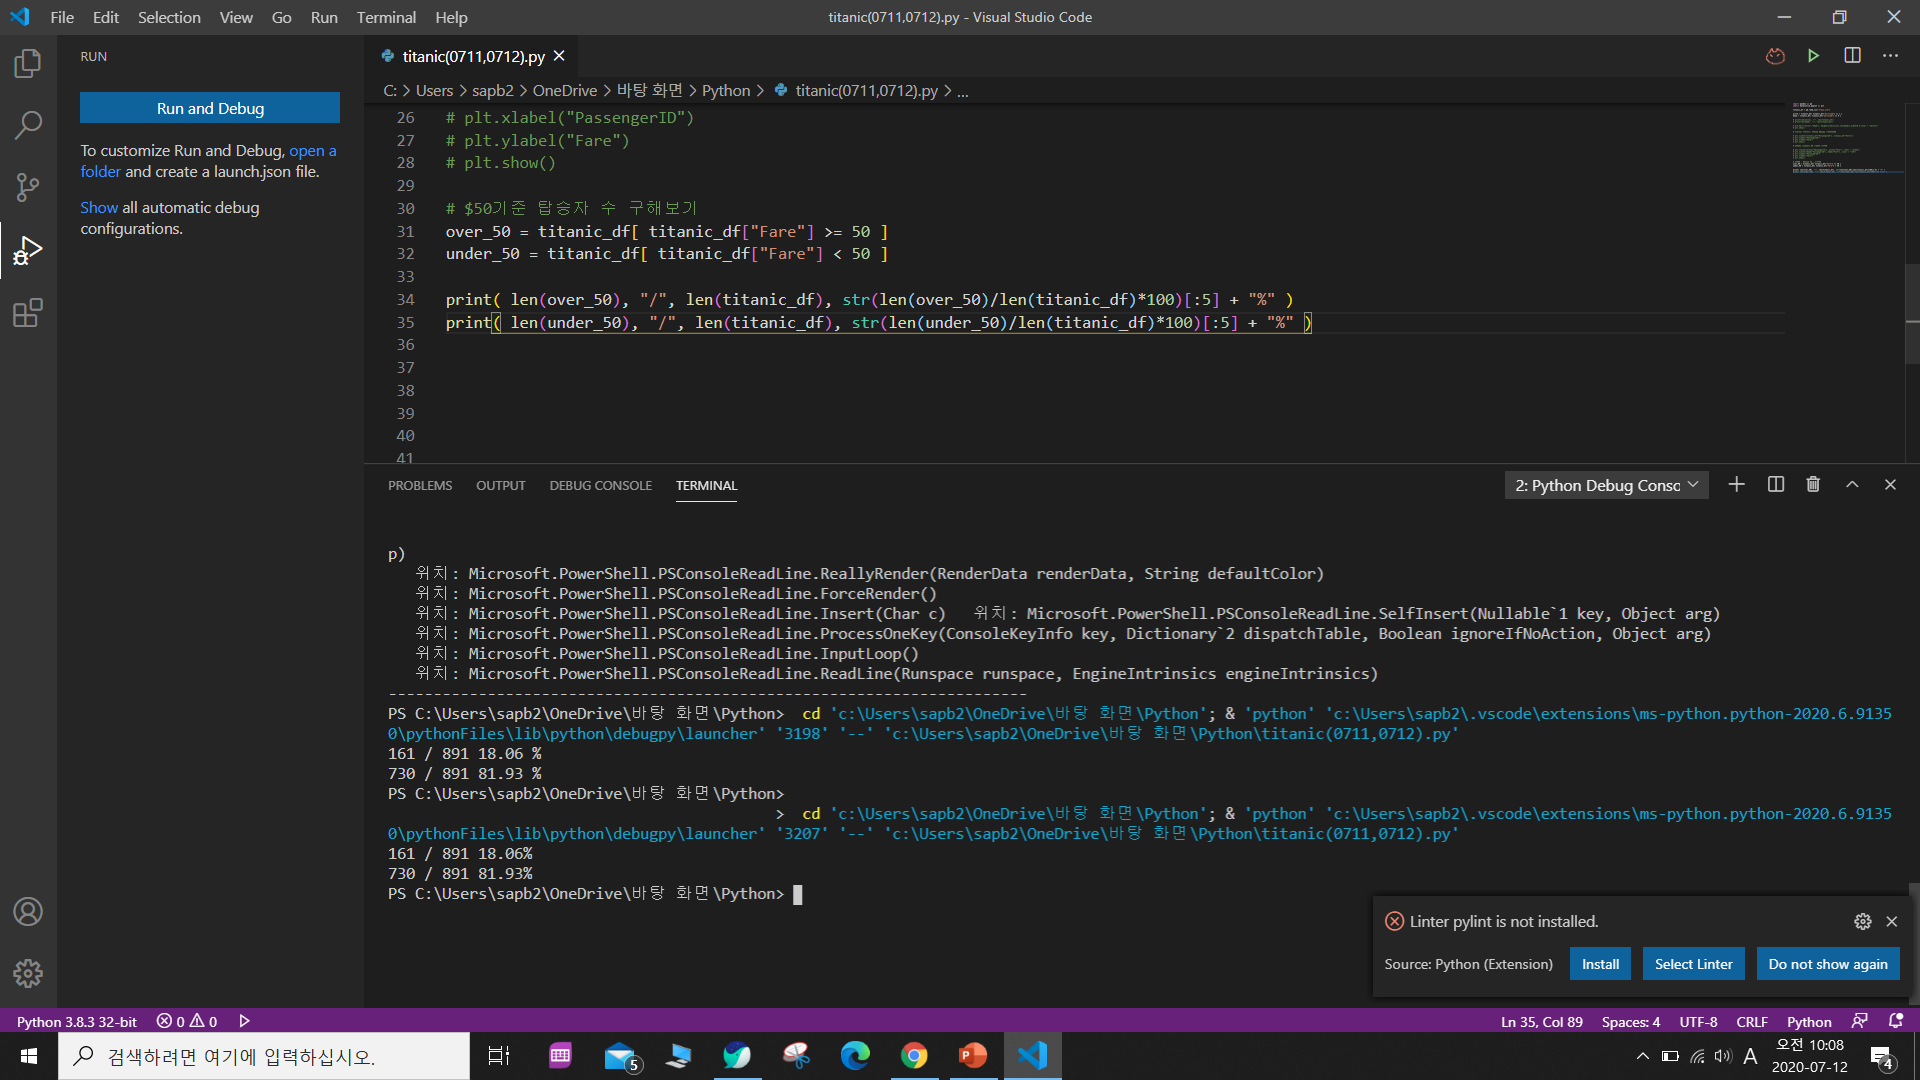 File Edit Selection View Go Run Terminal Help
titanic(0711,0712).py - Visual Studio Code
RUN
Run and Debug
To customize Run and Debug, open a
folder and create a launch.json file.
Show all automatic debug
configurations.
titanic(0711,0712).py
C: > Users > sapb2 > OneDrive > 바탕 화면 > Python > titanic(0711,0712).py > ...
26 # plt.xlabel("PassengerID")
27 # plt.ylabel("Fare")
28 # plt.show()
29
30 # $50기준 탑승자 수 구해보기
31 over_50 = titanic_df[ titanic_df["Fare"] >= 50 ]
32 under_50 = titanic_df[ titanic_df["Fare"] < 50 ]
33
34 print( len(over_50), "/", len(titanic_df), str(len(over_50)/len(titanic_df)*100)[:5] + "%" )
35 print( len(under_50), "/", len(titanic_df), str(len(under_50)/len(titanic_df)*100)[:5] + "%" )
36
37
38
39
40
41
PROBLEMS OUTPUT DEBUG CONSOLE TERMINAL
2: Python Debug Consc
p)
위치: Microsoft.PowerShell.PSConsoleReadLine.ReallyRender(RenderData renderData, String defaultColor)
위치: Microsoft.PowerShell.PSConsoleReadLine.ForceRender()
위치: Microsoft.PowerShell.PSConsoleReadLine.Insert(Char c)   위치: Microsoft.PowerShell.PSConsoleReadLine.SelfInsert(Nullable`1 key, Object arg)
위치: Microsoft.PowerShell.PSConsoleReadLine.ProcessOneKey(ConsoleKeyInfo key, Dictionary`2 dispatchTable, Boolean ignoreIfNoAction, Object arg)
위치: Microsoft.PowerShell.PSConsoleReadLine.InputLoop()
위치: Microsoft.PowerShell.PSConsoleReadLine.ReadLine(Runspace runspace, EngineIntrinsics engineIntrinsics)
-----------------------------------------------------------------------
PS C:\Users\sapb2\OneDrive\바탕 화면\Python>  cd 'c:\Users\sapb2\OneDrive\바탕 화면\Python'; & 'python' 'c:\Users\sapb2\.vscode\extensions\ms-python.python-2020.6.9135
0\pythonFiles\lib\python\debugpy\launcher' '3198' '--' 'c:\Users\sapb2\OneDrive\바탕 화면\Python\titanic(0711,0712).py'
161 / 891 18.06 %
730 / 891 81.93 %
PS C:\Users\sapb2\OneDrive\바탕 화면\Python>
>  cd 'c:\Users\sapb2\OneDrive\바탕 화면\Python'; & 'python' 'c:\Users\sapb2\.vscode\extensions\ms-python.python-2020.6.9135
0\pythonFiles\lib\python\debugpy\launcher' '3207' '--' 'c:\Users\sapb2\OneDrive\바탕 화면\Python\titanic(0711,0712).py'
161 / 891 18.06%
730 / 891 81.93%
PS C:\Users\sapb2\OneDrive\바탕 화면\Python>
Linter pylint is not installed.
Source: Python (Extension) Install Select Linter Do not show again
Python 3.8.3 32-bit 0 0 Ln 35, Col 89 Spaces: 4 UTF-8 CRLF Python
검색하려면 여기에 입력하십시오.
5
A
오전 10:08
2020-07-12
4